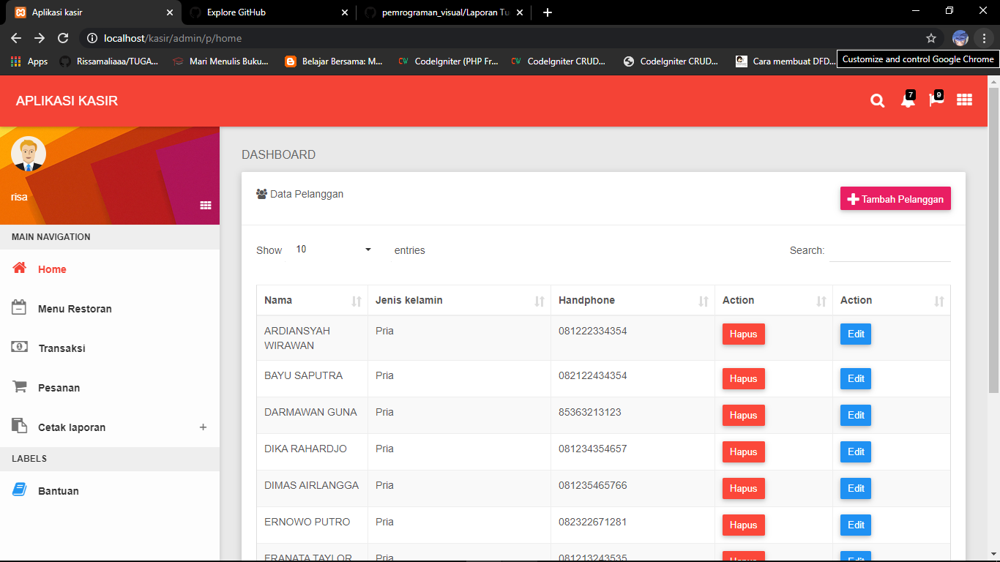 Aplikasi kasir
Explore GitHub
pemrograman_visual/Laporan Tu
localhost/kasir/admin/p/home
Apps
Rissamaliaaa/TUGA...
Mari Menulis Buku...
Belajar Bersama: M...
CW CodeIgniter (PHP Fr...
CW CodeIgniter CRUD...
CodeIgniter CRUD...
Cara membuat DFD...
Customize and control Google Chrome
APLIKASI KASIR
7
9
risa
MAIN NAVIGATION
Home
Menu Restoran
Transaksi
Pesanan
Cetak laporan +
LABELS
Bantuan
DASHBOARD
Data Pelanggan
Tambah Pelanggan
Show 10 entries
Search:
Nama Jenis kelamin Handphone Action Action
ARDIANSYAH WIRAWAN Pria 081222334354 Hapus Edit
BAYU SAPUTRA Pria 082122434354 Hapus Edit
DARMAWAN GUNA Pria 85363213123 Hapus Edit
DIKA RAHARDJO Pria 081234354657 Hapus Edit
DIMAS AIRLANGGA Pria 081235465766 Hapus Edit
ERNOWO PUTRO Pria 082322671281 Hapus Edit
FRANATA TAYLOR Pria 081213243535 Hapus Edit